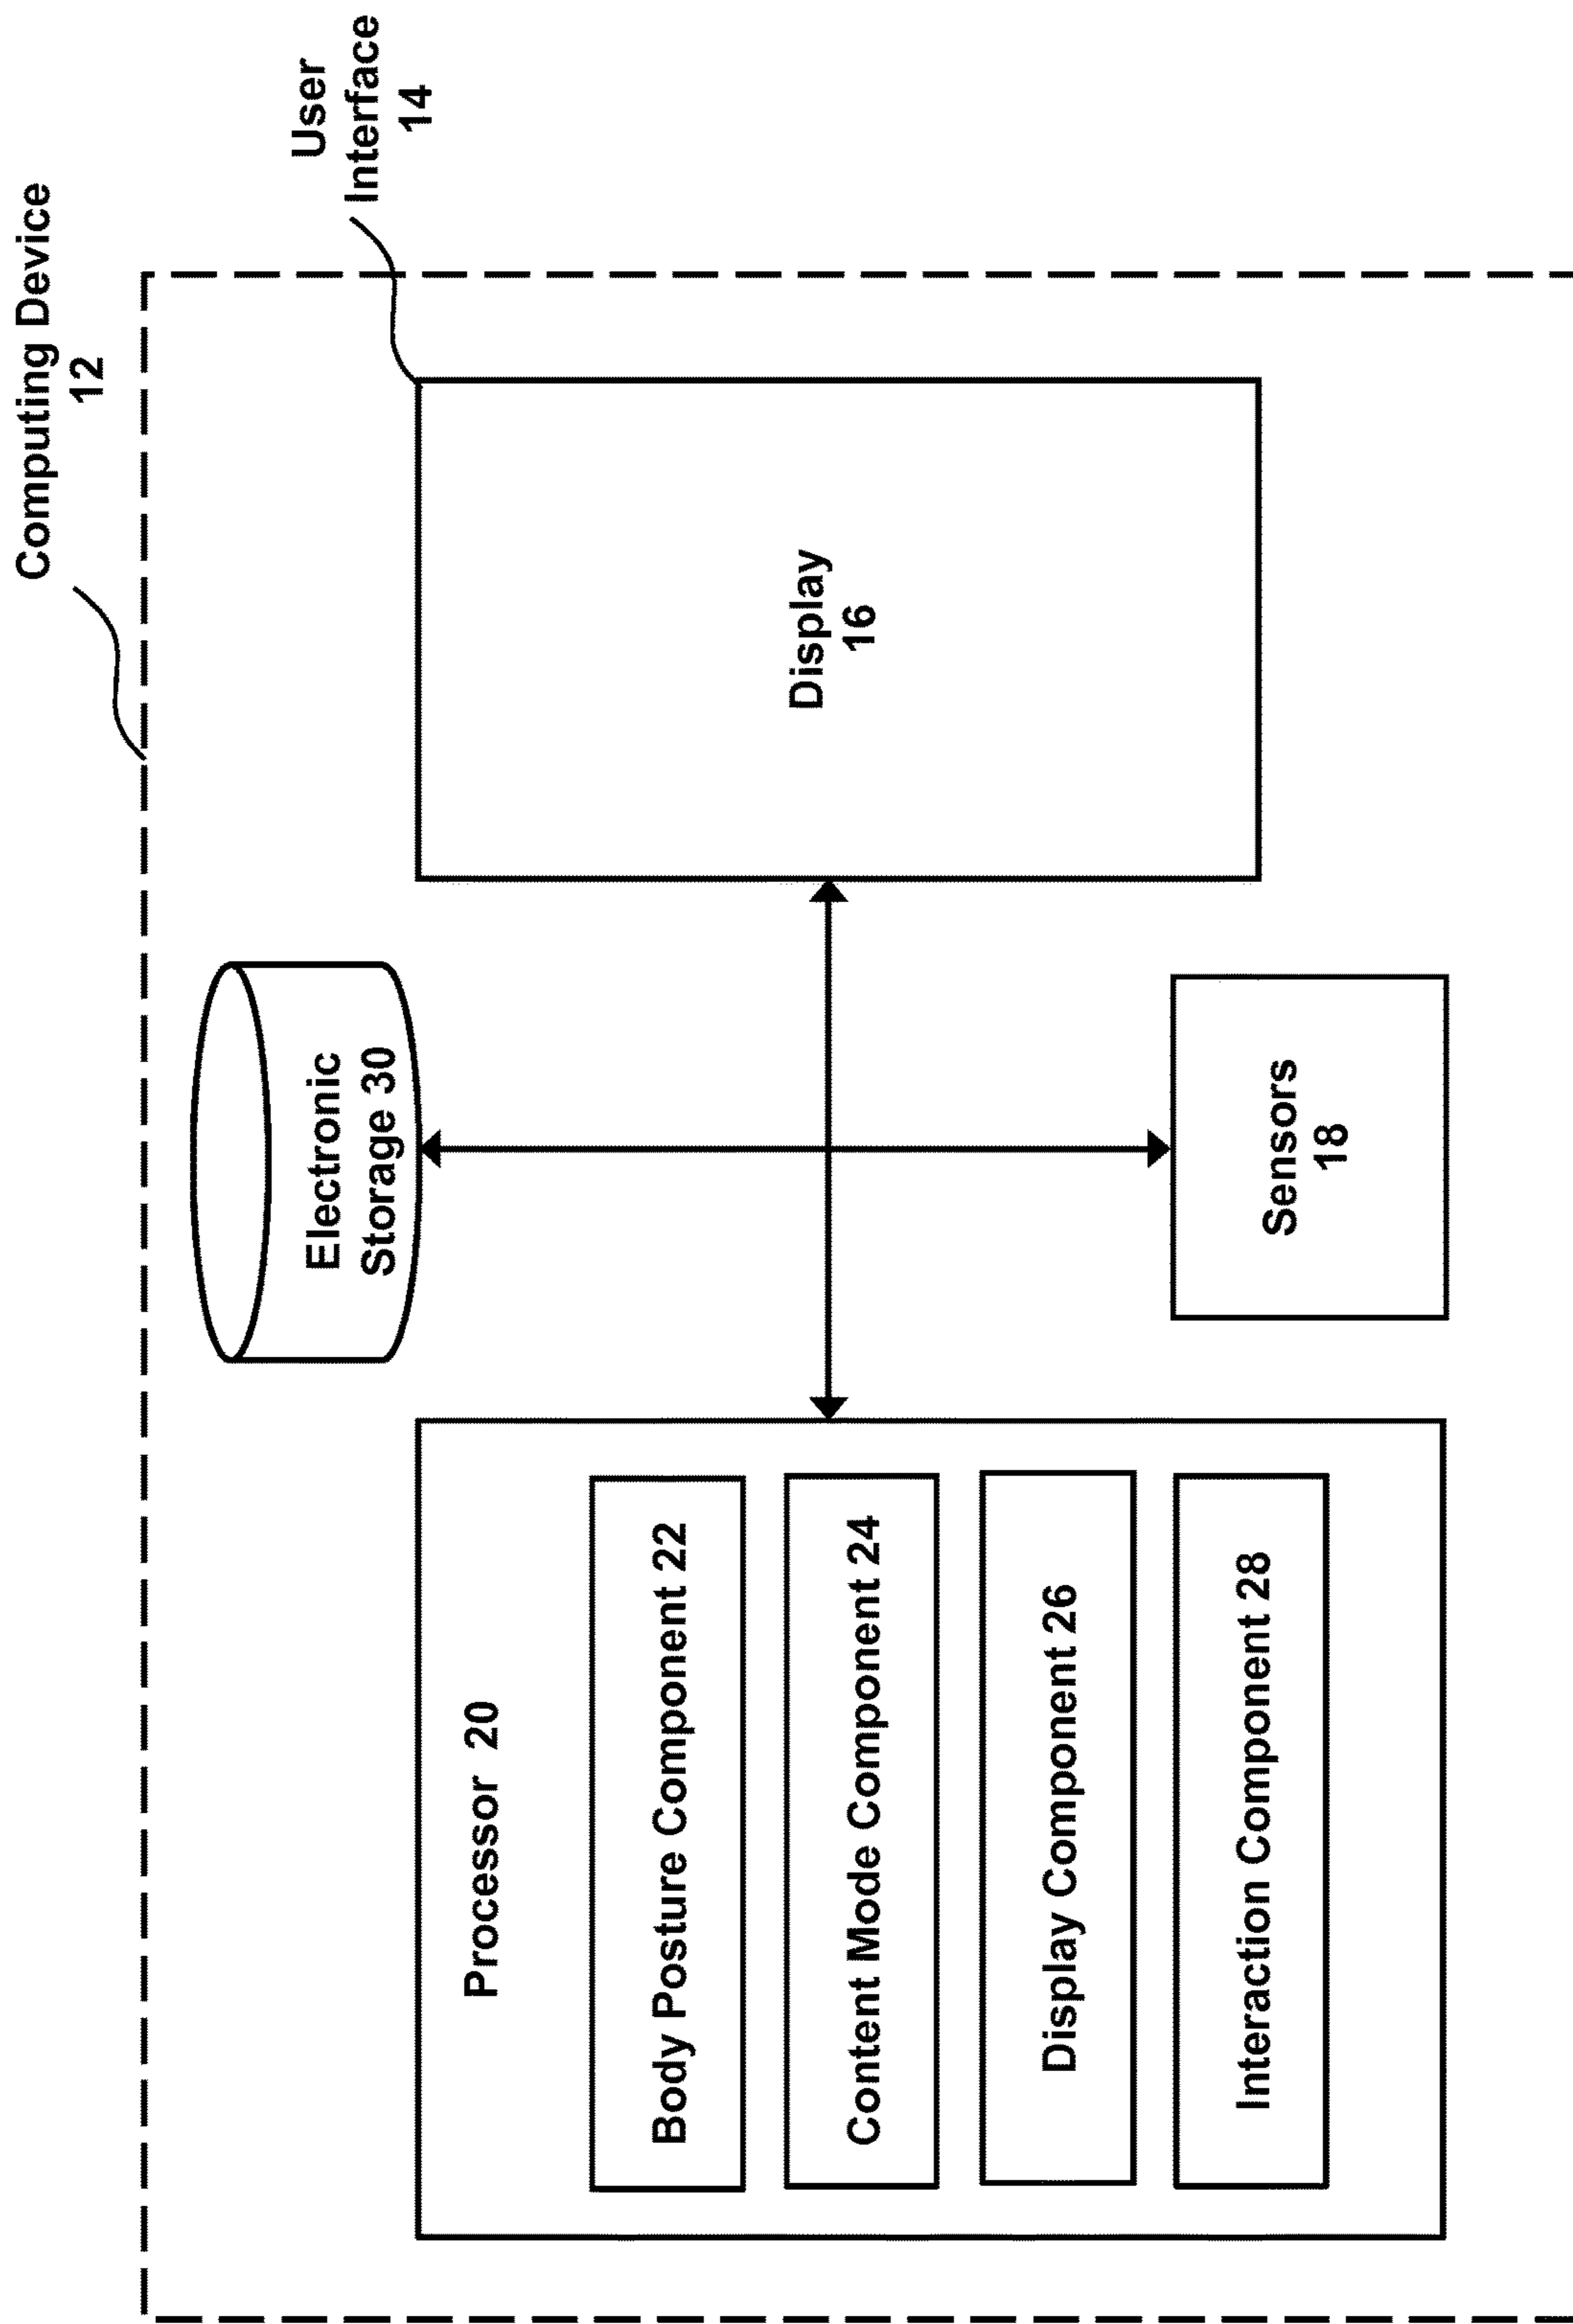 Computing Device
12
User
Interface
14
Electronic
Storage 30
Processor 20
Body Posture Component 22
Content Mode Component 24
Display Component 26
Interaction Component 28
Display
16
Sensors
18